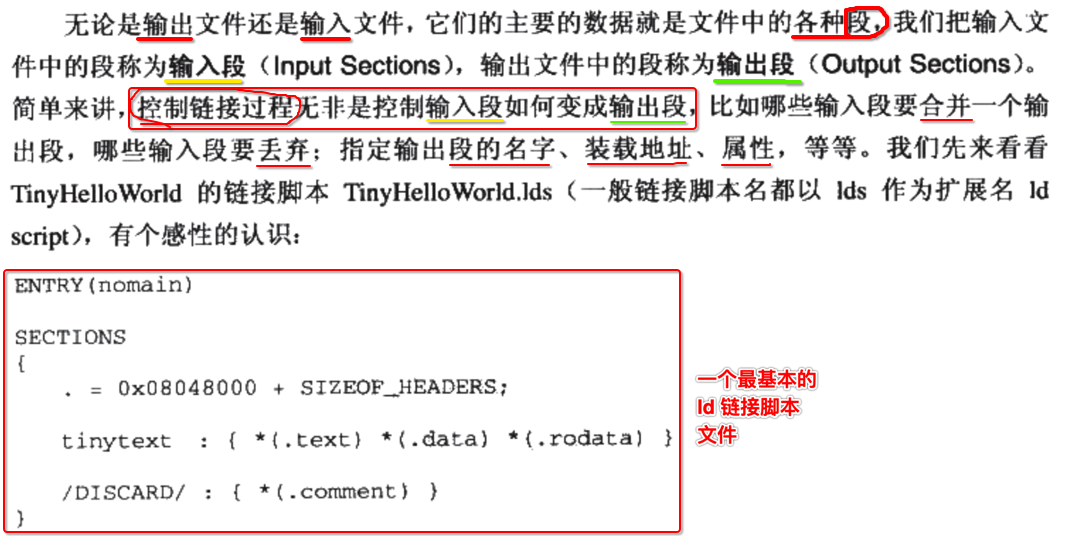 无论是输出文件还是输入文件，它们的主要的数据就是文件中的各种段，我们把输入文
件中的段称为输入段（Input Sections），输出文件中的段称为输出段（Output Sections）。
简单来讲，控制链接过程无非是控制输入段如何变成输出段，比如哪些输入段要合并一个输
出段，哪些输入段要丢弃；指定输出段的名字、装载地址、属性，等等。我们先来看看
TinyHelloWorld 的链接脚本 TinyHelloWorld.lds（一般链接脚本名都以 lds 作为扩展名 ld
script），有个感性的认识：
ENTRY(nomain)
SECTIONS
{
. = 0x08048000 + SIZEOF_HEADERS;
tinytext : { *(.text) *(.data) *(.rodata) }
/DISCARD/ : { *(.comment) }
}
一个最基本的
ld 链接脚本
文件